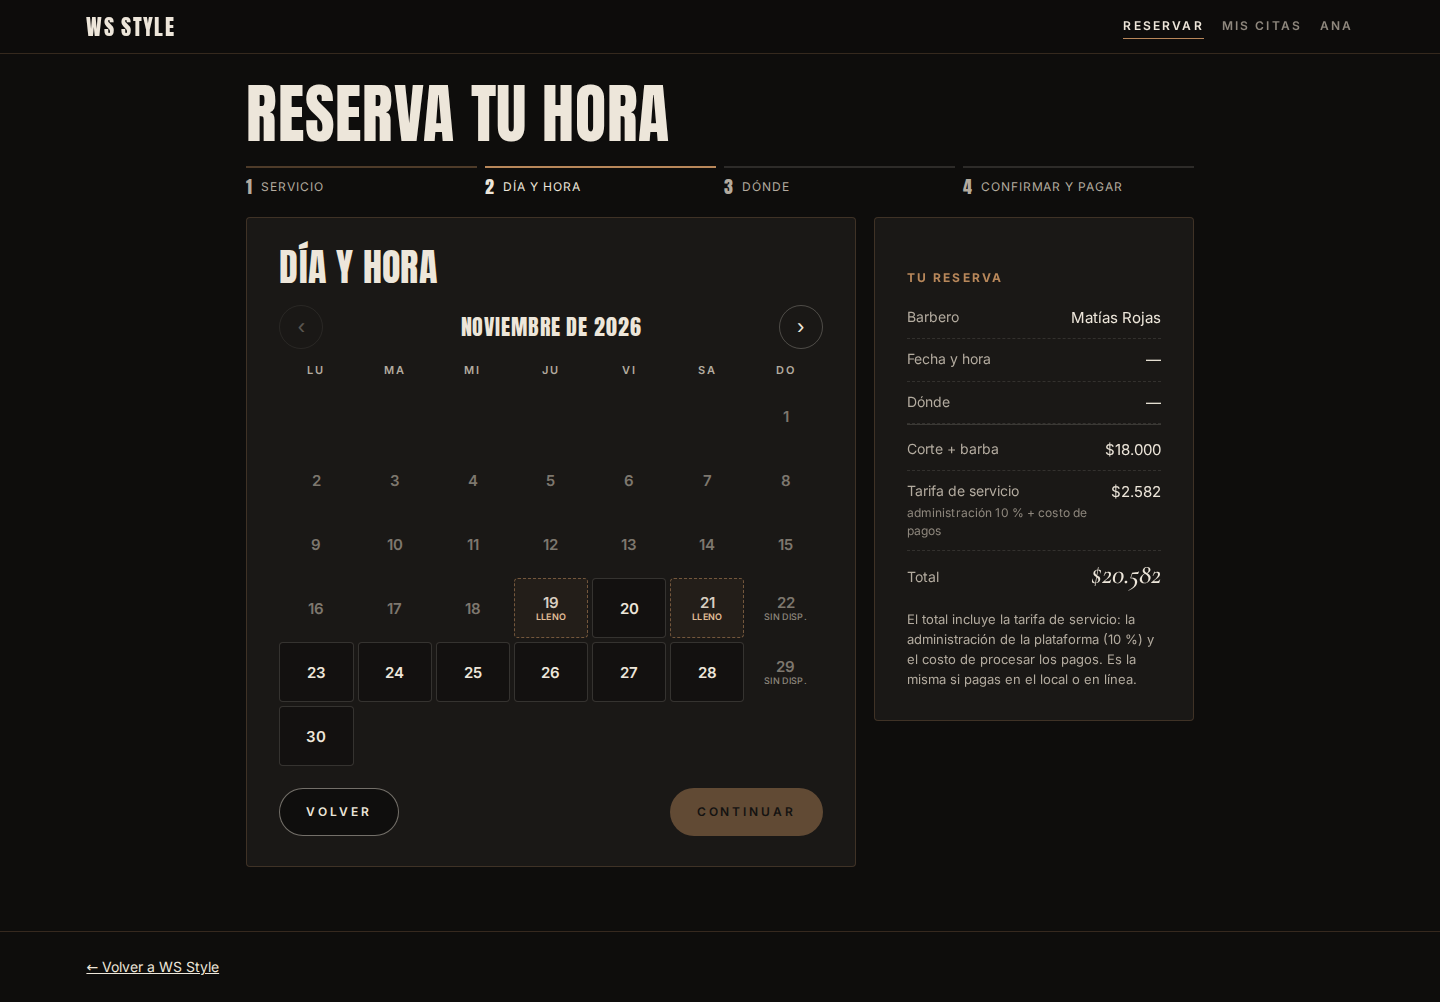 WS STYLE
RESERVAR MIS CITAS ANA
RESERVA TU HORA
1 SERVICIO
2 DÍA Y HORA
3 DÓNDE
4 CONFIRMAR Y PAGAR
DÍA Y HORA
‹ NOVIEMBRE DE 2026 ›
LU MA MI JU VI SA DO
1
2 3 4 5 6 7 8
9 10 11 12 13 14 15
16 17 18 19 20 21 22
LLENO LLENO SIN DISP.
23 24 25 26 27 28 29
SIN DISP.
30
VOLVER CONTINUAR
TU RESERVA
Barbero Matías Rojas
Fecha y hora —
Dónde —
Corte + barba $18.000
Tarifa de servicio $2.582
administración 10 % + costo de
pagos
Total $20.582
El total incluye la tarifa de servicio: la
administración de la plataforma (10 %) y
el costo de procesar los pagos. Es la
misma si pagas en el local o en línea.
← Volver a WS Style